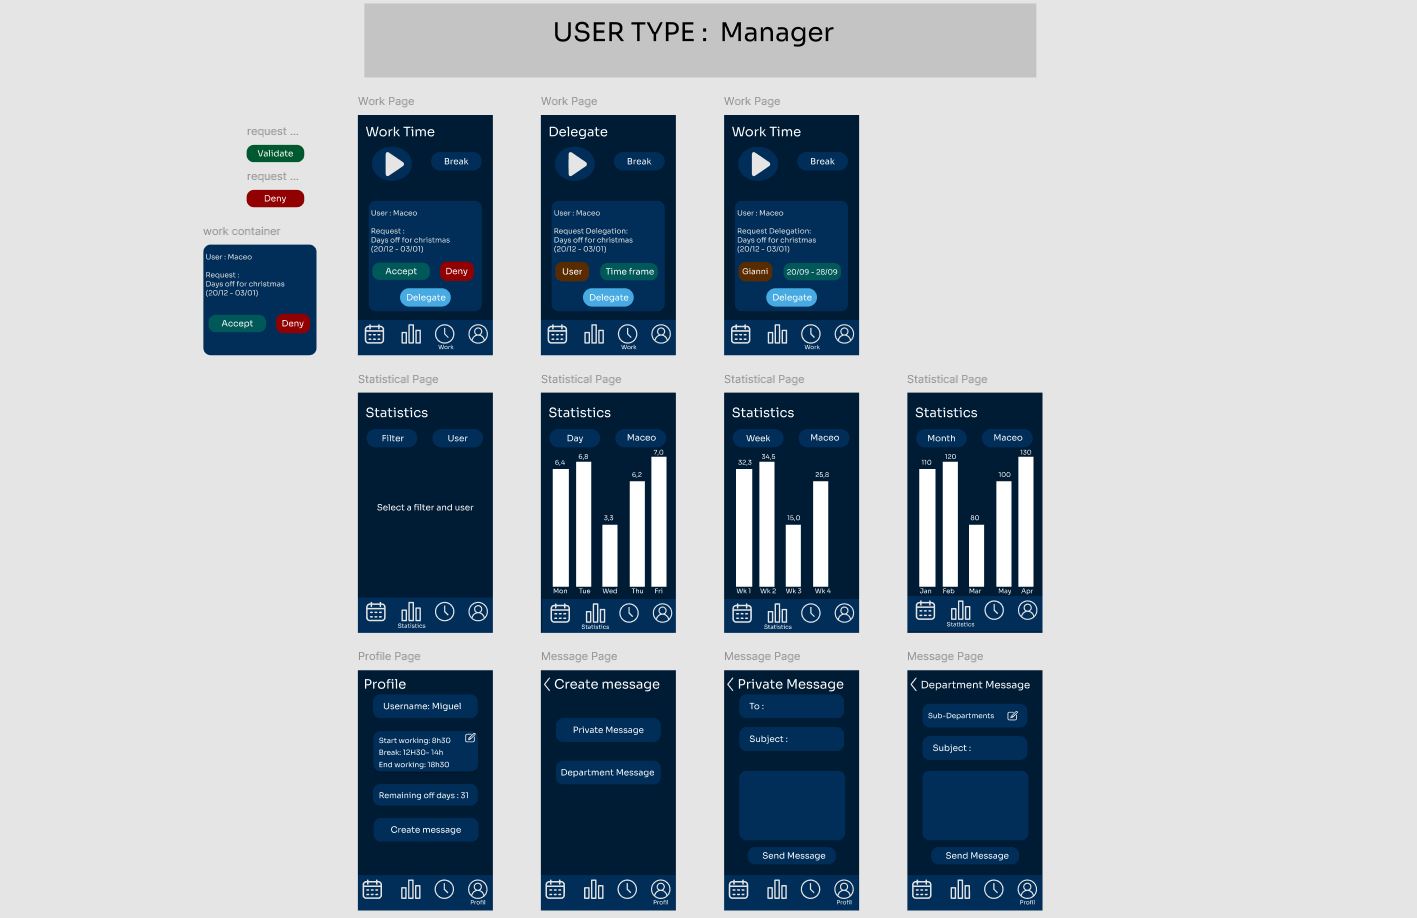 USER TYPE : Manager
request ...
Validate
request ...
Deny
work container
User : Maceo
Request :
Days off for christmas
(20/12 - 03/01)
Accept
Deny
Work Page
Work Time
Break
User : Maceo
Request :
Days off for christmas
(20/12 - 03/01)
Accept
Deny
Delegate
Work
Work Page
Delegate
Break
User : Maceo
Request Delegation:
Days off for christmas
(20/12 - 03/01)
User
Time frame
Delegate
Work
Work Page
Work Time
Break
User : Maceo
Request Delegation:
Days off for christmas
(20/12 - 03/01)
Gianni
20/09 - 28/09
Delegate
Work
Statistical Page
Statistics
Filter
User
Select a filter and user
Statistics
Statistical Page
Statistics
Day
Maceo
6,4
6,8
3,3
6,2
7,0
Mon
Tue
Wed
Thu
Fri
Statistics
Statistical Page
Statistics
Week
Maceo
32,3
34,5
15,0
25,8
Wk 1
Wk 2
Wk 3
Wk 4
Statistics
Statistical Page
Statistics
Month
Maceo
110
120
80
100
130
Jan
Feb
Mar
May
Apr
Statistics
Profile Page
Profile
Username: Miguel
Start working: 8h30
Break: 12H30- 14h
End working: 18h30
Remaining off days : 31
Create message
Profil
Message Page
Create message
Private Message
Department Message
Profil
Message Page
Private Message
To :
Subject :
Send Message
Profil
Message Page
Department Message
Sub-Departments
Subject :
Send Message
Profil